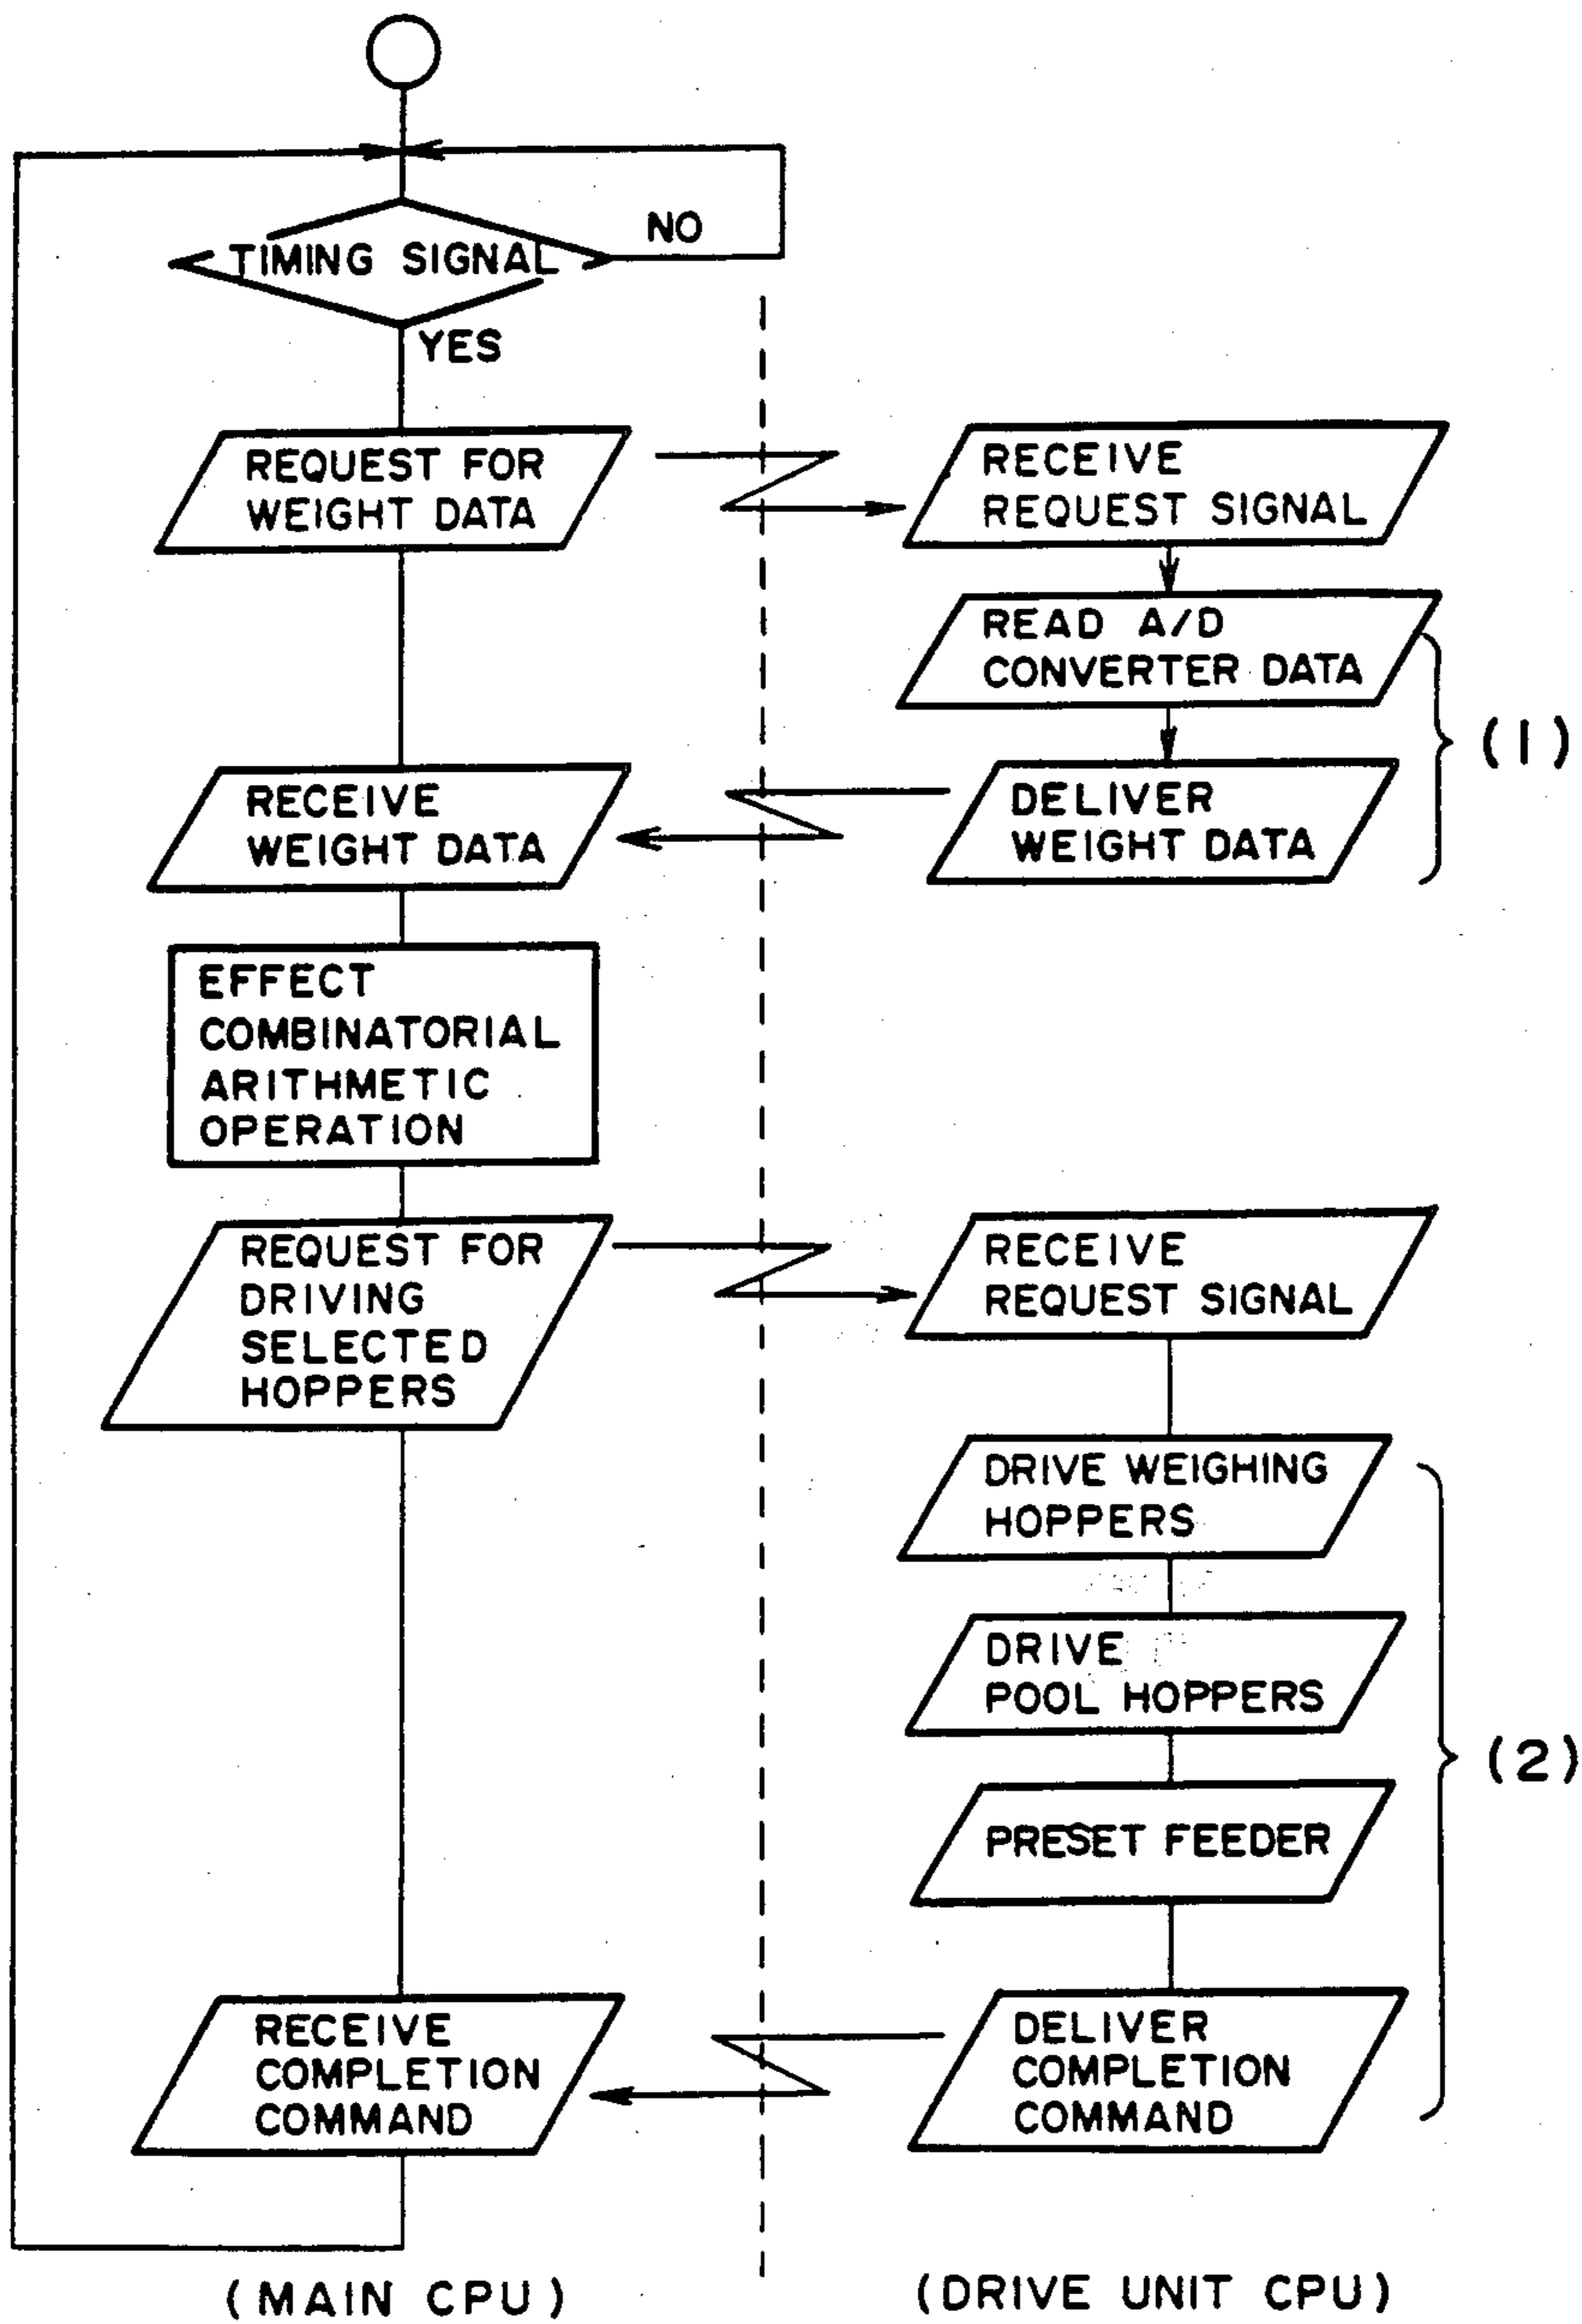 TIMING SIGNAL
NO
YES
REQUEST FOR
WEIGHT DATA
RECEIVE
REQUEST SIGNAL
READ A/D
CONVERTER DATA
(1)
RECEIVE
WEIGHT DATA
DELIVER
WEIGHT DATA
EFFECT
COMBINATORIAL
ARITHMETIC
OPERATION
REQUEST FOR
DRIVING
SELECTED
HOPPERS
RECEIVE
REQUEST SIGNAL
DRIVE WEIGHING
HOPPERS
DRIVE
POOL HOPPERS
(2)
PRESET FEEDER
RECEIVE
COMPLETION
COMMAND
DELIVER
COMPLETION
COMMAND
(MAIN CPU)
(DRIVE UNIT CPU)